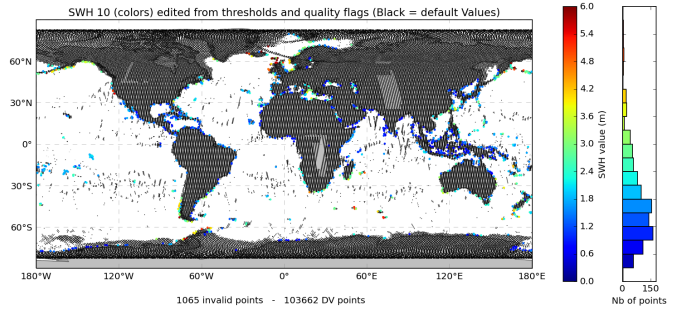 SWH 10 (colors) edited from thresholds and quality flags (Black = default Values)
60°N
30°N
0°
30°S
60°S
180°W 120°W 60°W 0° 60°E 120°E 180°E
1065 invalid points - 103662 DV points
6.0
5.4
4.8
4.2
3.6
3.0
2.4
1.8
1.2
0.6
0.0
SWH value (m)
0 150
Nb of points